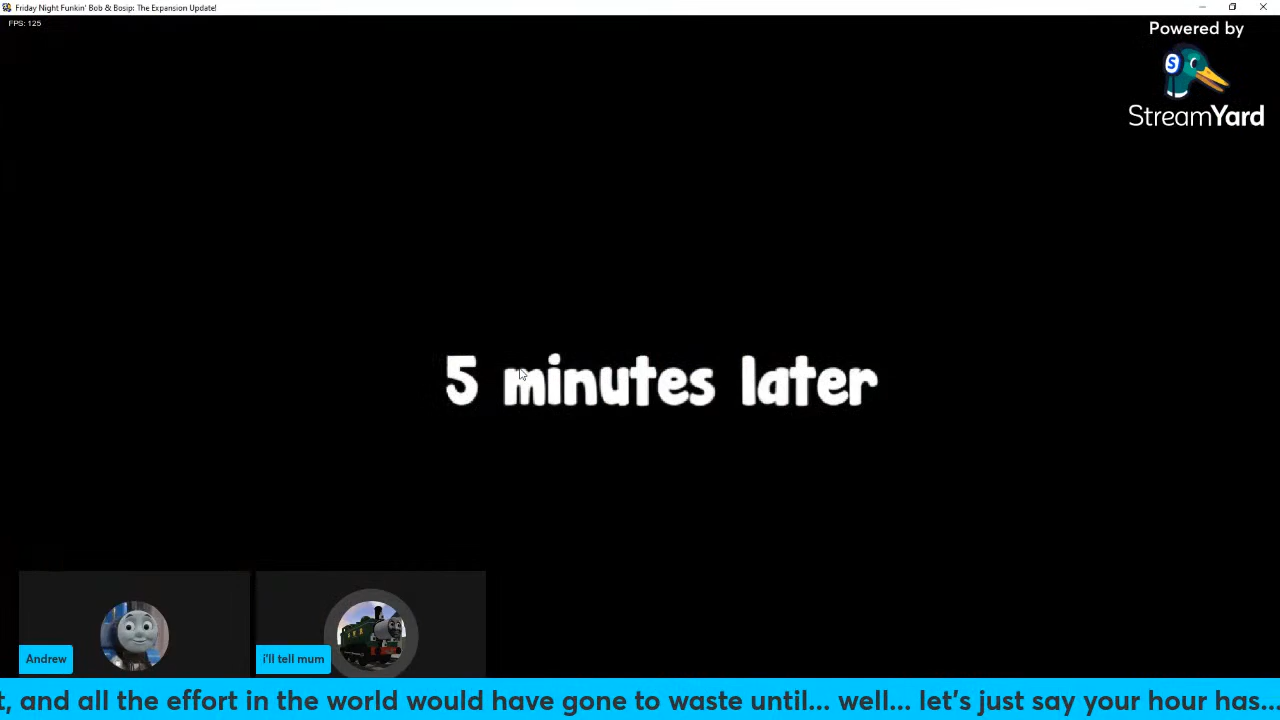 Friday Night Funkin' Bob & Bosip: The Expansion Update!
FPS: 125
Powered by
S
StreamYard
5 minutes later
Andrew
i'll tell mum
t, and all the effort in the world would have gone to waste until... well... let's just say your hour has...